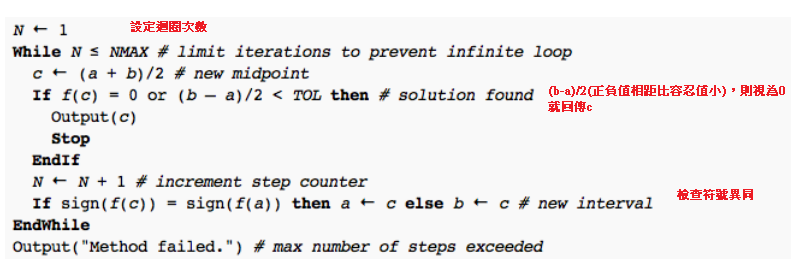 N ← 1 設定迴圈次數
While N ≤ NMAX # limit iterations to prevent infinite loop
c ← (a + b)/2 # new midpoint
If f(c) = 0 or (b – a)/2 < TOL then # solution found (b-a)/2(正負值相距比容忍值小)，則視為0
Output(c) 就回傳c
Stop
EndIf
N ← N + 1 # increment step counter
If sign(f(c)) = sign(f(a)) then a ← c else b ← c # new interval 檢查符號異同
EndWhile
Output("Method failed.") # max number of steps exceeded